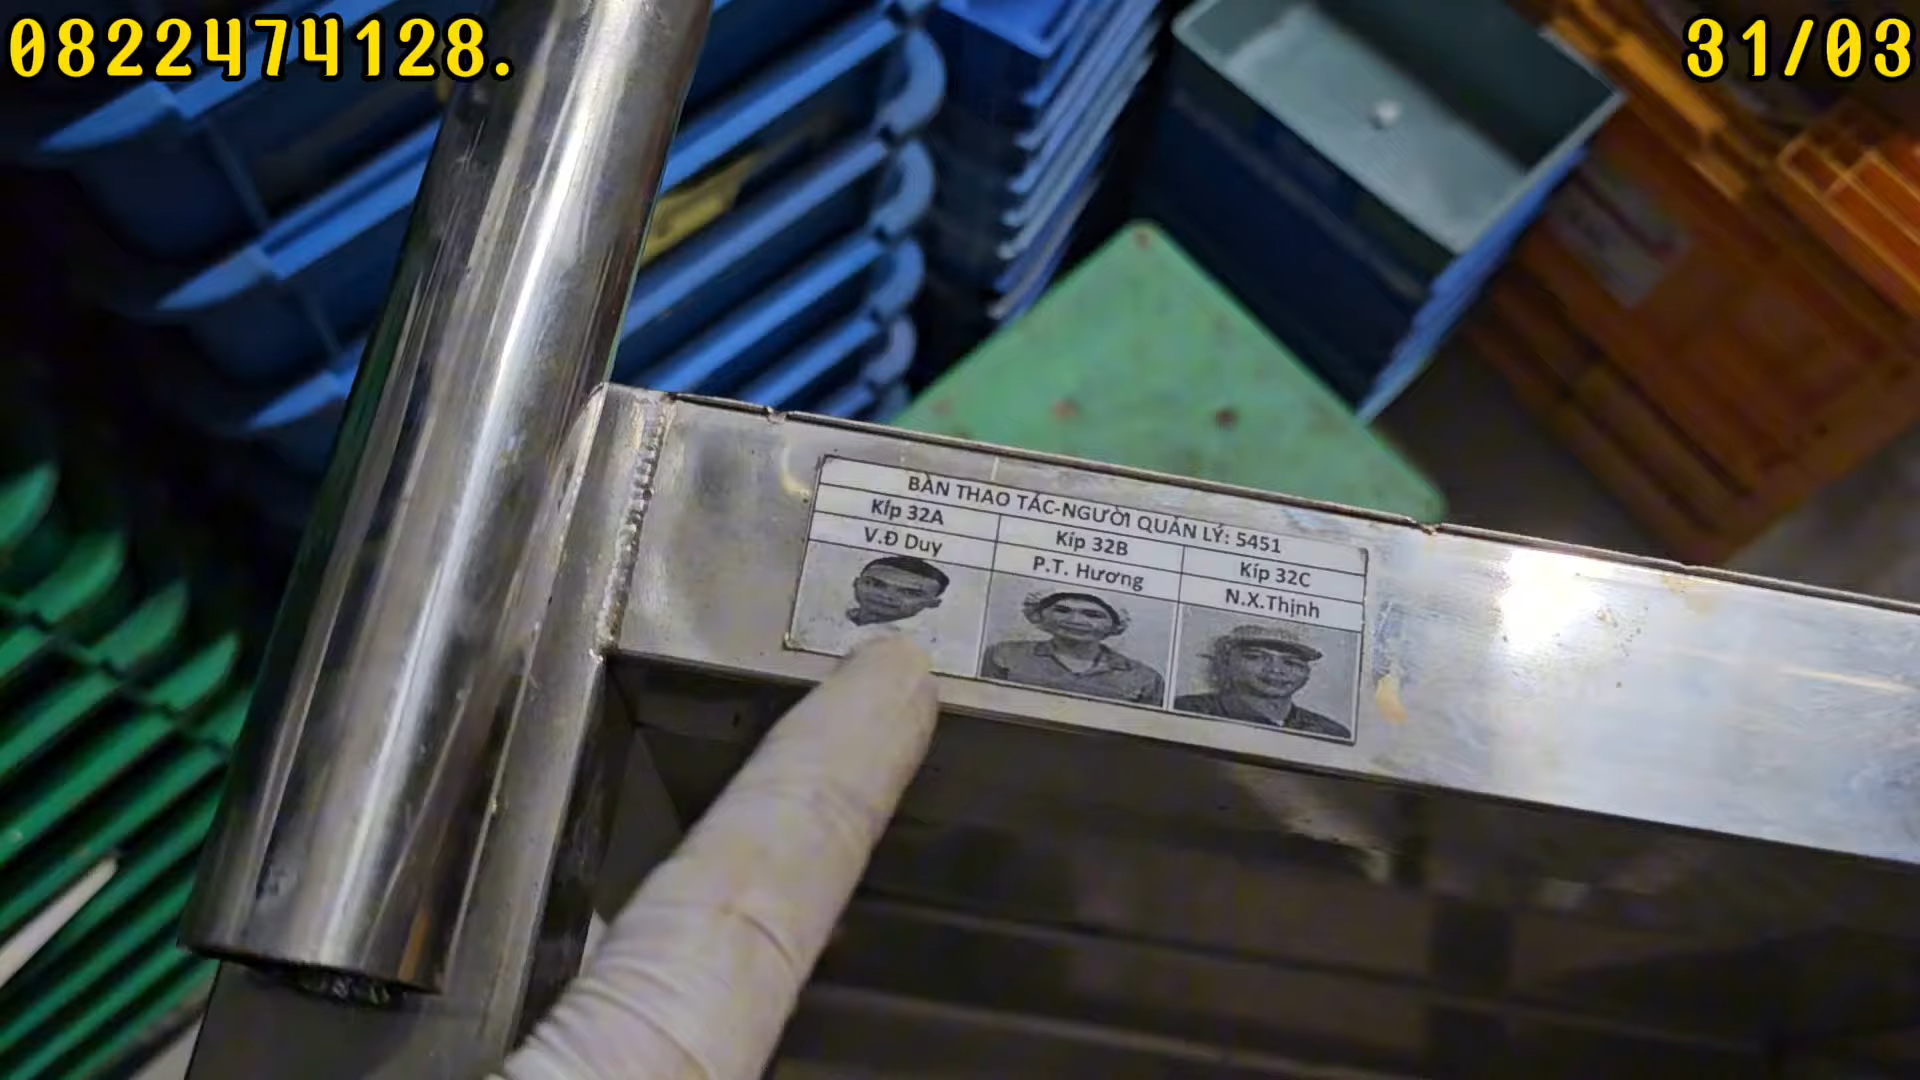 0822474128.
31/03
BÀN THAO TÁC-NGƯỜI QUẢN LÝ: 5451
Kíp 32A
Kíp 32B
Kíp 32C
V.Đ Duy
P.T. Hương
N.X.Thịnh